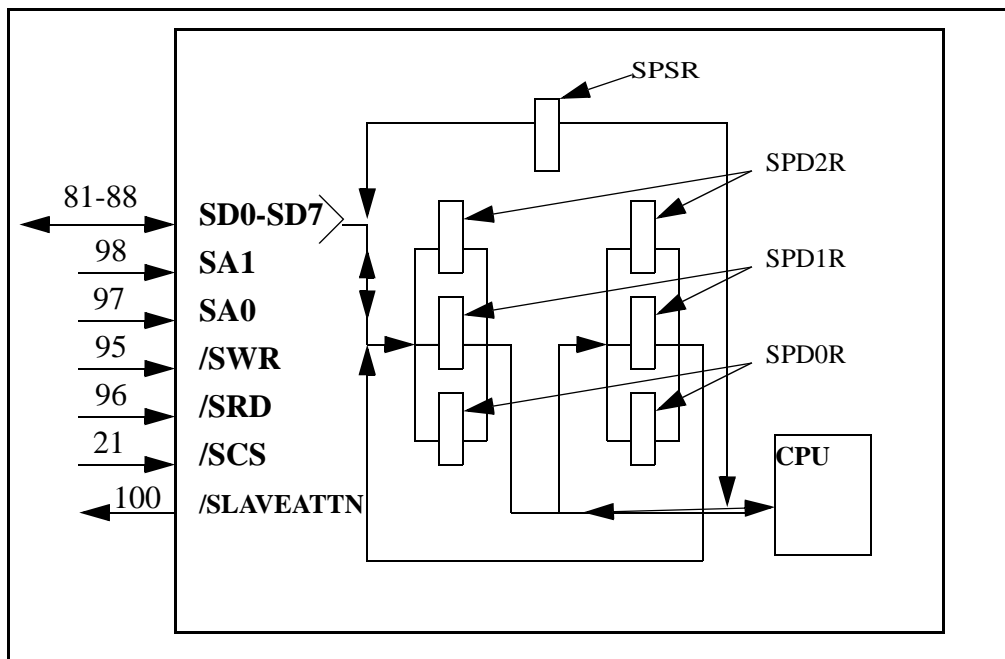 SPSR
SPD2R
81-88
SD0-SD7
98
SA1
SPD1R
97
SA0
95
/SWR
SPD0R
96
/SRD
21
/SCS
CPU
100
/SLAVEATTN